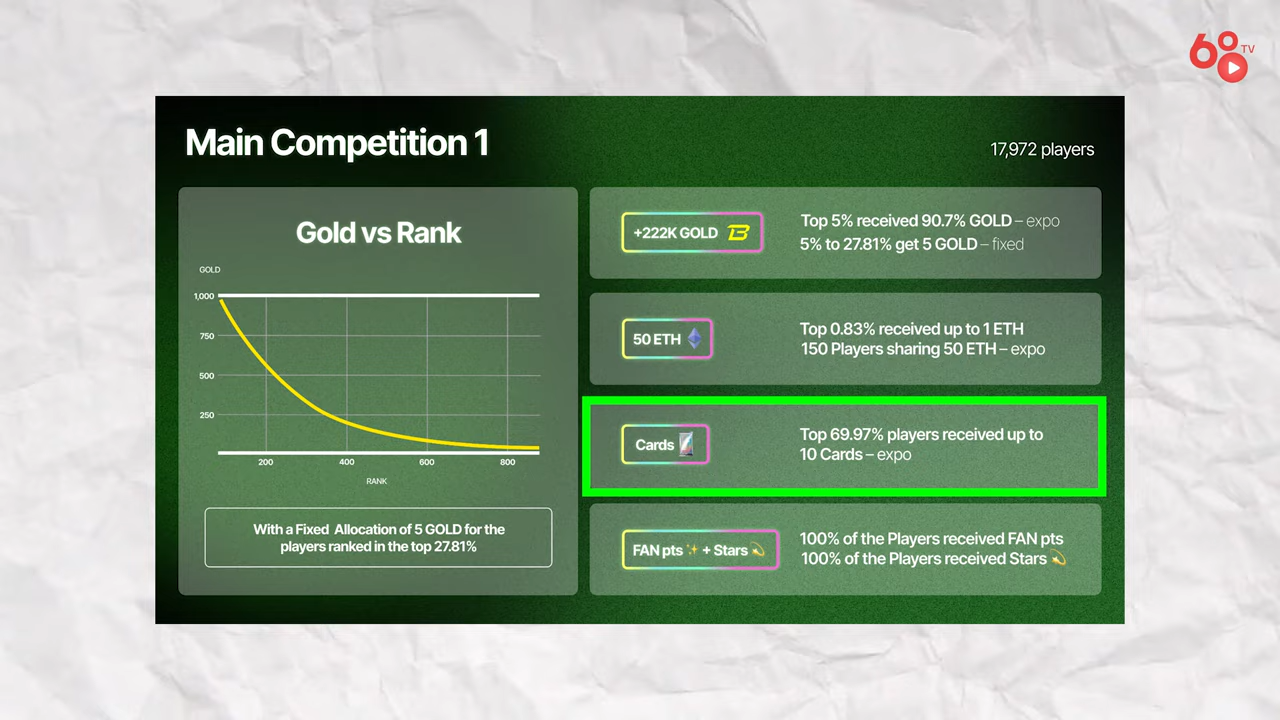 68 TV
Main Competition 1
17,972 players
Gold vs Rank
GOLD
1,000
750
500
250
200 400 600 800
RANK
With a Fixed Allocation of 5 GOLD for the
players ranked in the top 27.81%
+222K GOLD
Top 5% received 90.7% GOLD – expo
5% to 27.81% get 5 GOLD – fixed
50 ETH
Top 0.83% received up to 1 ETH
150 Players sharing 50 ETH – expo
Cards
Top 69.97% players received up to
10 Cards – expo
FAN pts ✨ + Stars 💫
100% of the Players received FAN pts
100% of the Players received Stars 💫